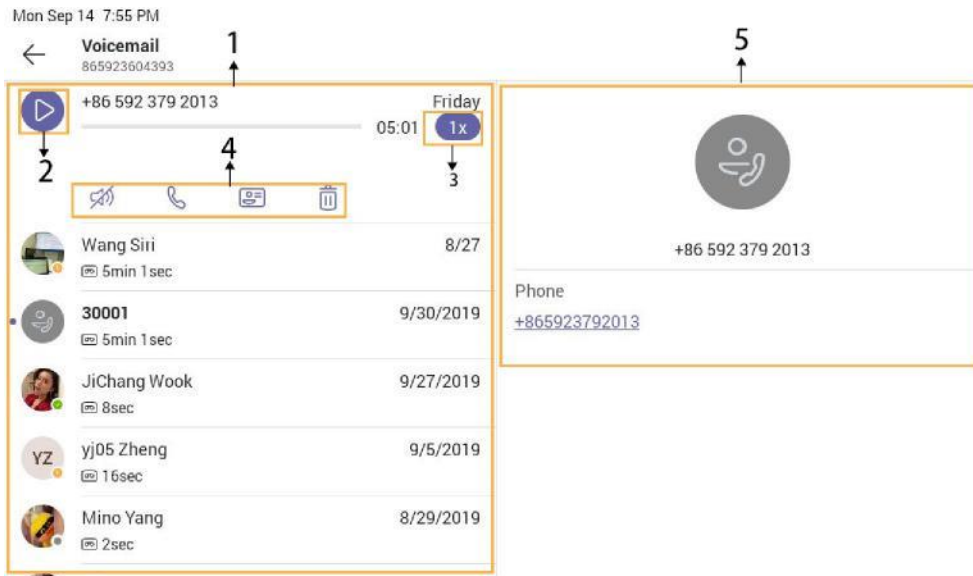 Mon Sep 14 7:55 PM
Voicemail
865923604393
1
5
+86 592 379 2013
Friday
05:01
1x
2
4
3
Wang Siri
8/27
5min 1sec
30001
9/30/2019
5min 1sec
JiChang Wook
9/27/2019
8sec
YZ
yj05 Zheng
9/5/2019
16sec
Mino Yang
8/29/2019
2sec
+86 592 379 2013
Phone
+865923792013